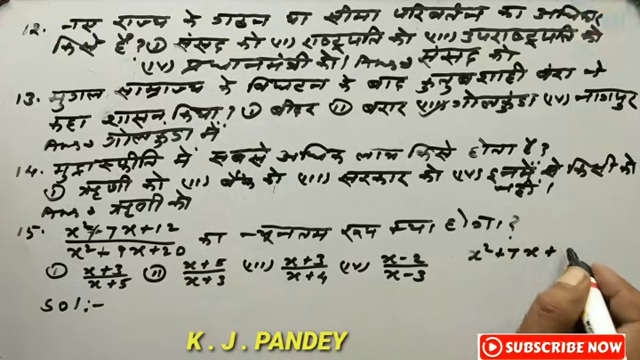 12. नए राज्य के गठन या सीमा परिवर्तन का अधिकार
किसे है? (i) संसद को (ii) राष्ट्रपति को (iii) उपराष्ट्रपति को
(iv) प्रधानमंत्री को। Ans → संसद को
13. मुगल साम्राज्य के विघटन के बाद कुतुबशाही वंश ने
कहा शासन किया? (i) बीदर (ii) बरार (iii) गोलकुंडा (iv) नागपुर
Ans → गोलकुंडा में
14. मुद्रास्फीति में सबसे अधिक लाभ किसे होता है?
(i) ऋणी को (ii) बैंक को (iii) सरकार को (iv) इनमें से किसी को नहीं।
Ans → ऋणी को
15. x²+7x+12 / x²+9x+20 का न्यूनतम रूप क्या होगा?
x²+7x+
(i) x+3/x+5 (ii) x+5/x+3 (iii) x+3/x+4 (iv) x-2/x-3
Sol:-
K . J . PANDEY
SUBSCRIBE NOW